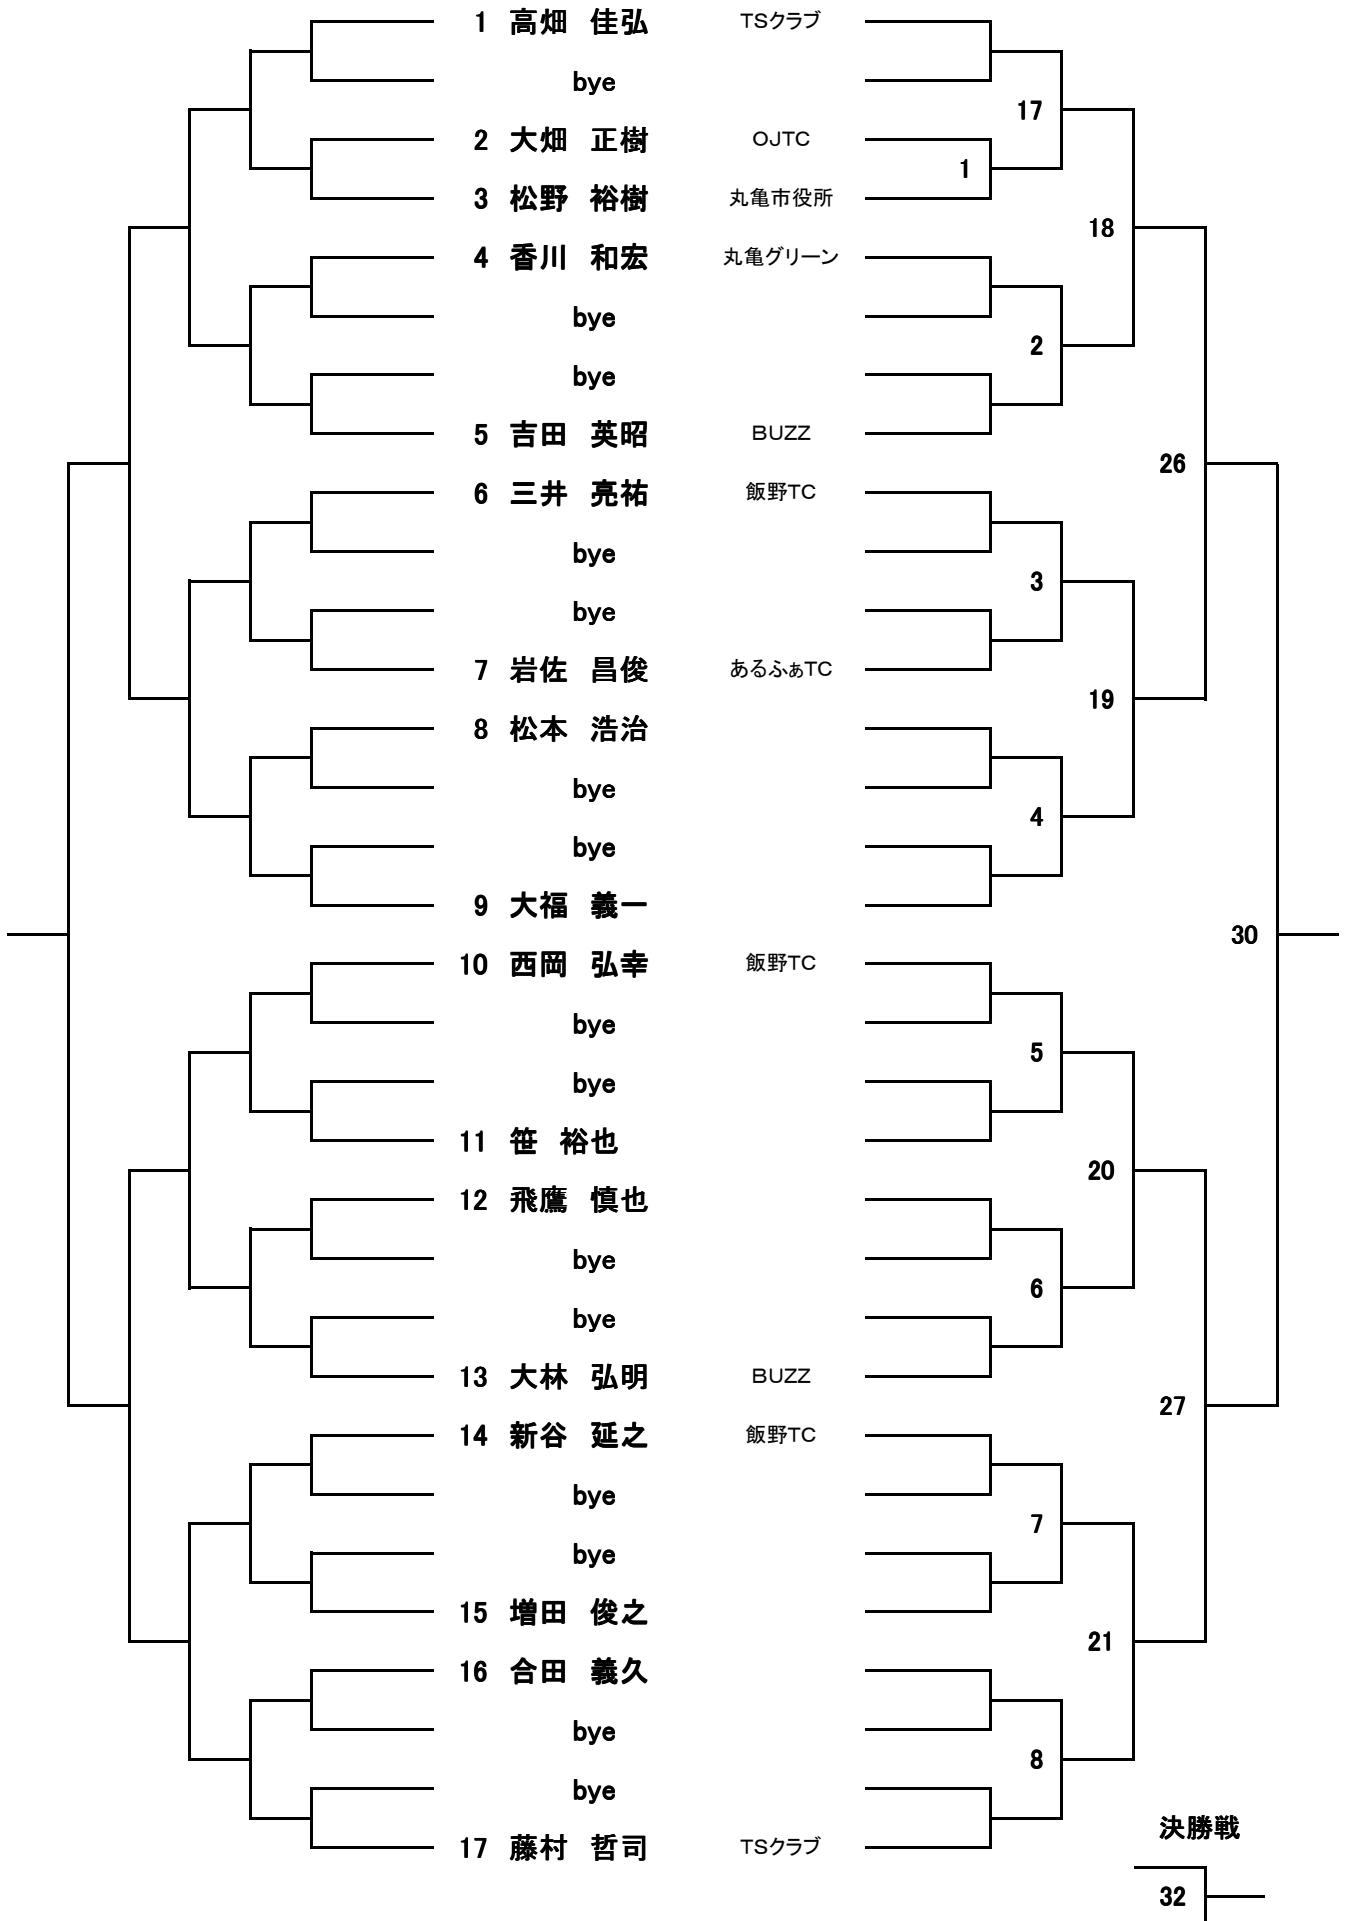 1 高畑 佳弘 TSクラブ
bye
17
2 大畑 正樹 OJTC
1
3 松野 裕樹 丸亀市役所
18
4 香川 和宏 丸亀グリーン
bye
2
bye
5 吉田 英昭 BUZZ
26
6 三井 亮祐 飯野TC
bye
3
bye
7 岩佐 昌俊 あるふぁTC
19
8 松本 浩治
bye
4
bye
9 大福 義一
30
10 西岡 弘幸 飯野TC
bye
5
bye
11 笹 裕也
20
12 飛鷹 慎也
bye
6
bye
13 大林 弘明 BUZZ
27
14 新谷 延之 飯野TC
bye
7
bye
15 増田 俊之
21
16 合田 義久
bye
8
bye
決勝戦
17 藤村 哲司 TSクラブ
32